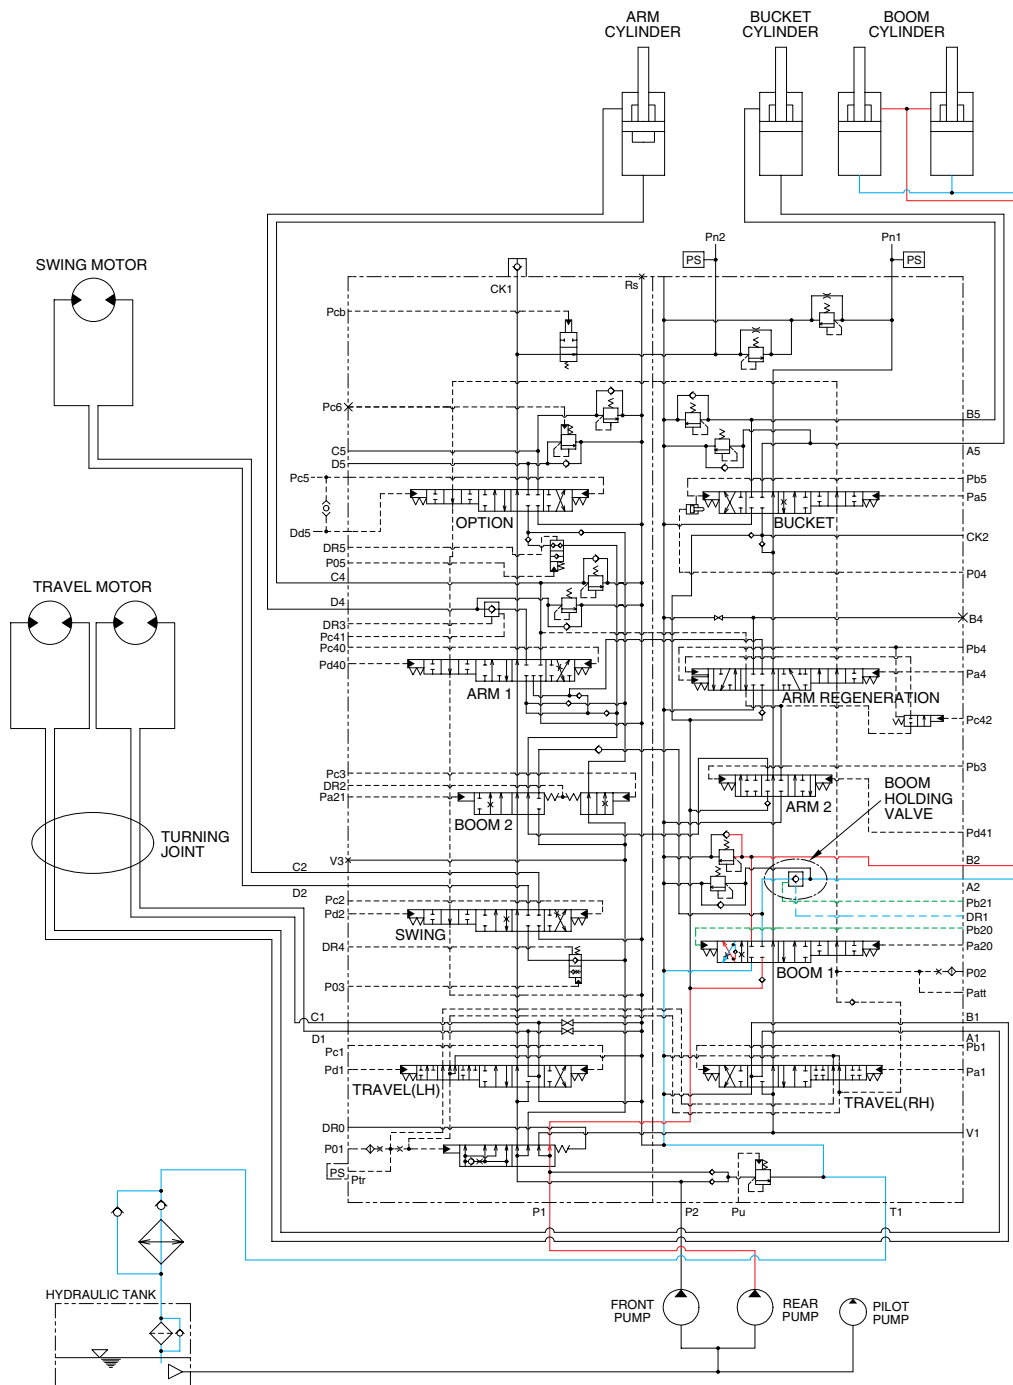 ARM
CYLINDER
BUCKET
CYLINDER
BOOM
CYLINDER
SWING MOTOR
Pn2
Pn1
PS
PS
CK1
Rs
Pcb
Pc6
B5
C5
D5
A5
Pc5
Pb5
Pa5
OPTION
BUCKET
Dd5
CK2
DR5
P05
C4
P04
TRAVEL MOTOR
D4
DR3
B4
Pc41
Pc40
Pd40
Pb4
Pa4
ARM 1
ARM REGENERATION
Pc42
Pc3
DR2
Pa21
Pb3
BOOM 2
ARM 2
BOOM
HOLDING
VALVE
Pd41
TURNING
JOINT
V3
B2
C2
D2
A2
Pc2
Pd2
Pb21
DR1
Pb20
SWING
Pa20
DR4
BOOM 1
P02
P03
Patt
C1
B1
D1
A1
Pc1
Pb1
Pd1
Pa1
TRAVEL(LH)
TRAVEL(RH)
DR0
V1
P01
PS
Ptr
P1
P2
Pu
T1
HYDRAULIC TANK
FRONT
PUMP
REAR
PUMP
PILOT
PUMP